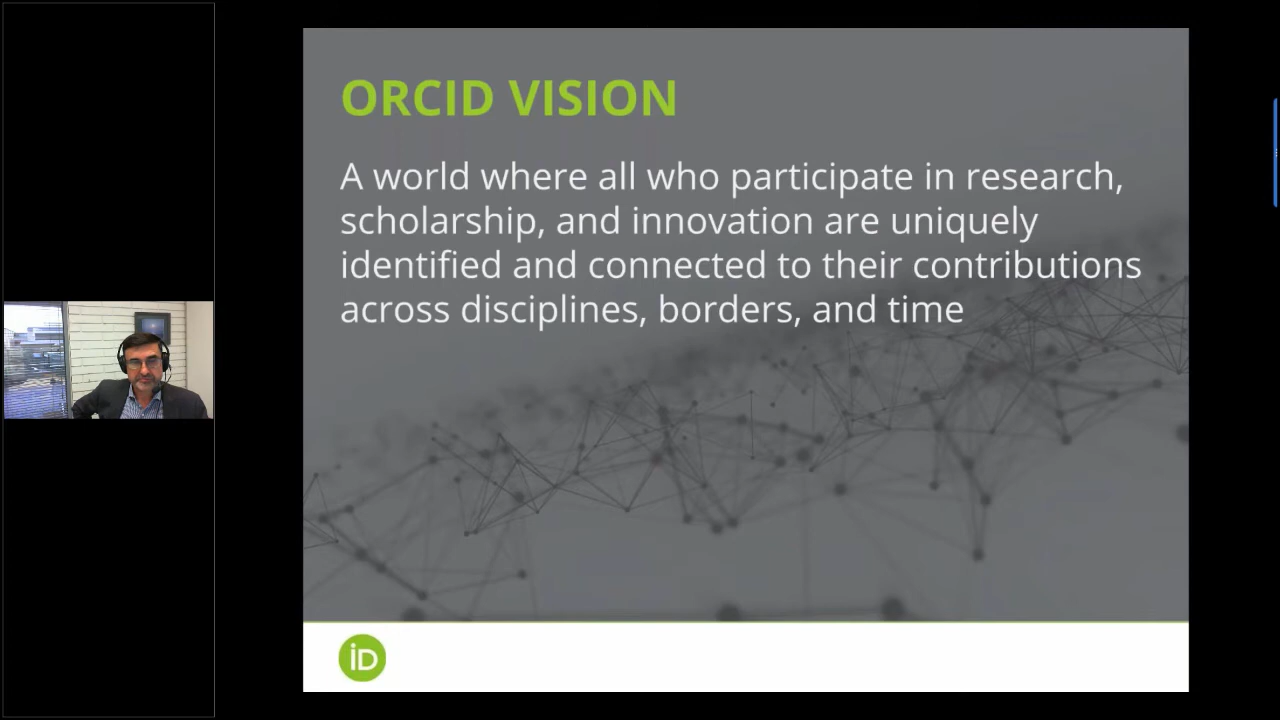 ORCID VISION
A world where all who participate in research,
scholarship, and innovation are uniquely
identified and connected to their contributions
across disciplines, borders, and time
iD